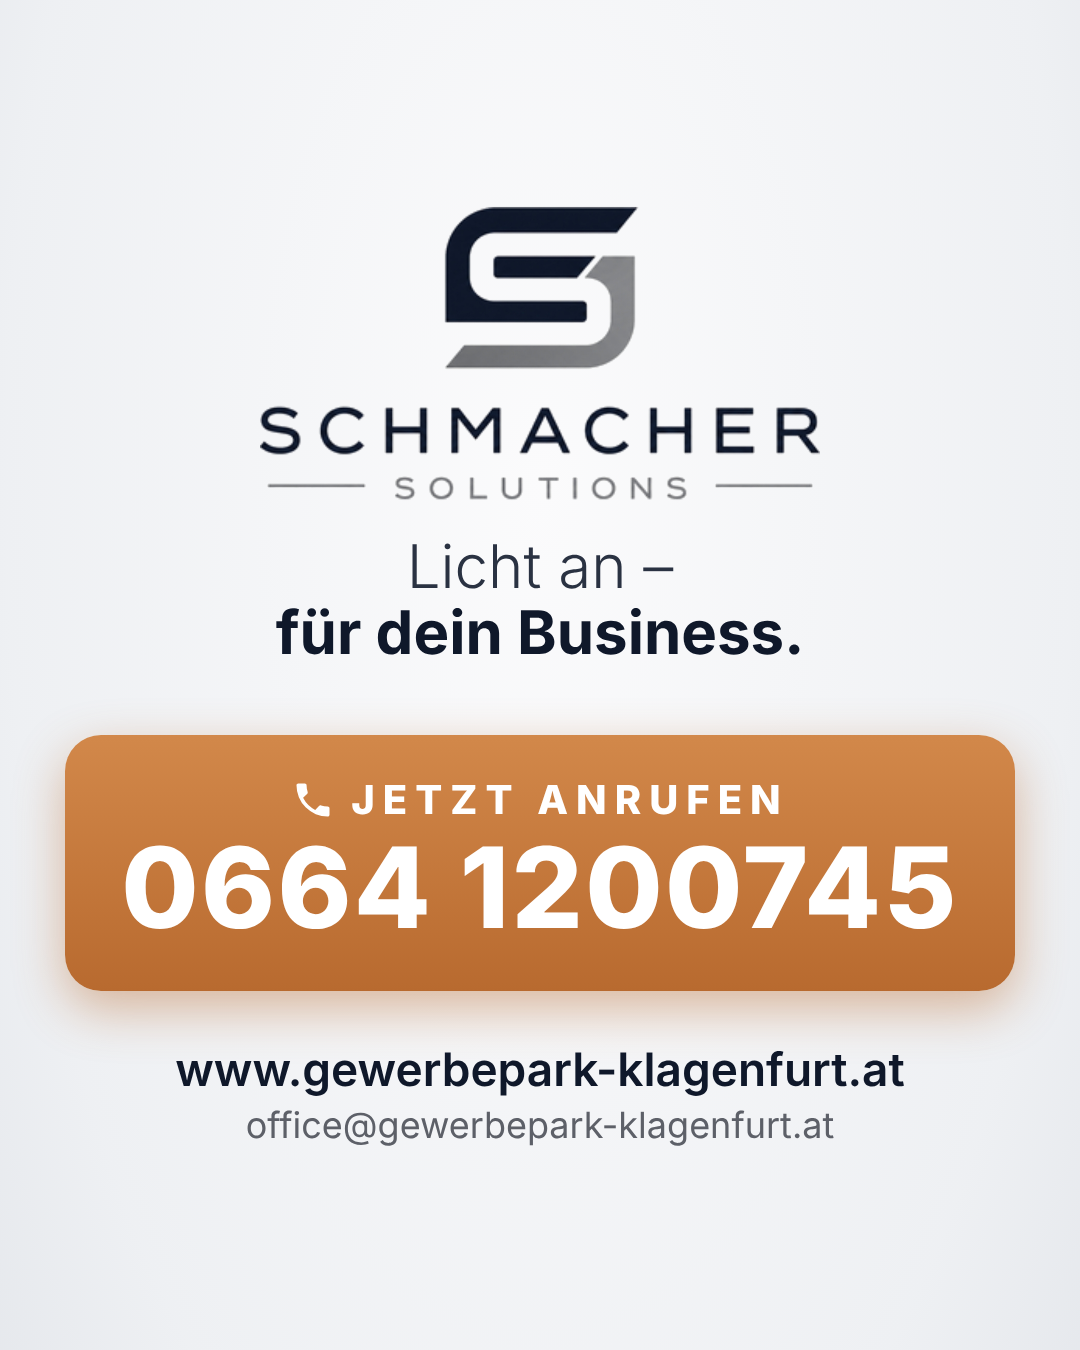 SCHMACHER
SOLUTIONS
Licht an –
für dein Business.
JETZT ANRUFEN
0664 1200745
www.gewerbepark-klagenfurt.at
office@gewerbepark-klagenfurt.at